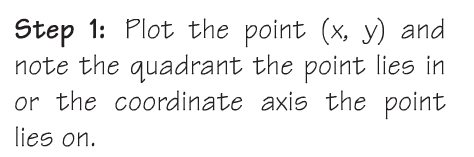 Step 1: Plot the point (x, y) and
note the quadrant the point lies in
or the coordinate axis the point
lies on.